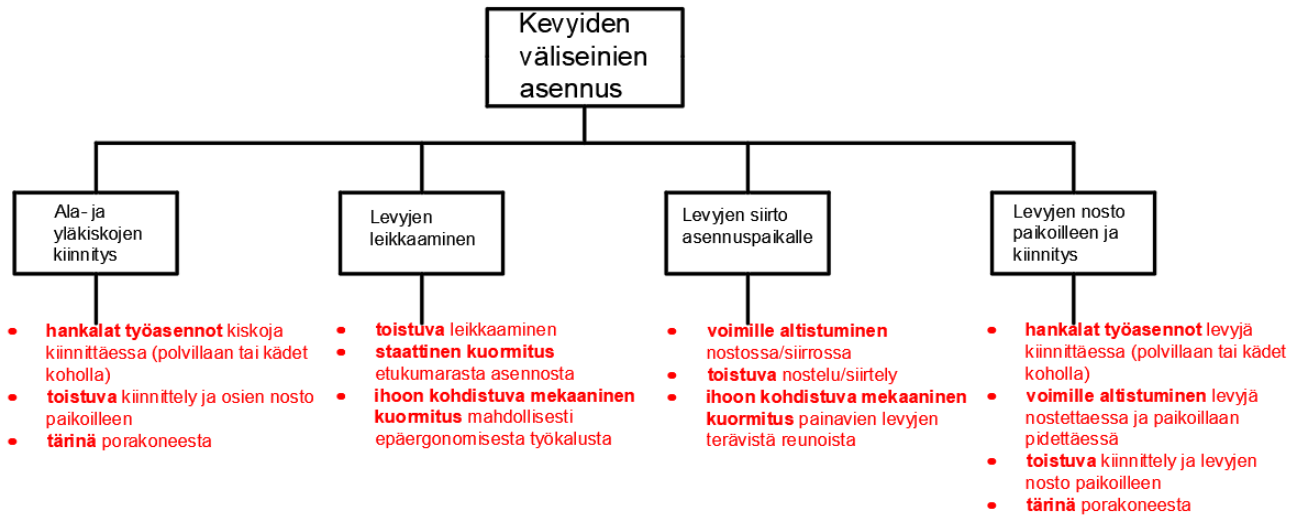 Kevyiden
väliseinien
asennus
Ala- ja
yläkiskojen
kiinnitys
Levyjen
leikkaaminen
Levyjen siirto
asennuspaikalle
Levyjen nosto
paikoilleen ja
kiinnitys
• hankalat työasennot kiskoja
kiinnittäessa (polvillaan tai kädet
koholla)
• toistuva kiinnittely ja osien nosto
paikoilleen
• tärinä porakoneesta
• toistuva leikkaaminen
• staattinen kuormitus
etukumarasta asennosta
• ihoon kohdistuva mekaaninen
kuormitus mahdollisesti
epäergonomisesta työkalusta
• voimille altistuminen
nostossa/siirrossa
• toistuva nostelu/siirtely
• ihoon kohdistuva mekaaninen
kuormitus painavien levyjen
terävistä reunoista
• hankalat työasennot levyjä
kiinnittäessa (polvillaan tai kädet
koholla)
• voimille altistuminen levyjä
nostettaessa ja paikoillaan
pidettäessä
• toistuva kiinnittely ja levyjen
nosto paikoilleen
• tärinä porakoneesta